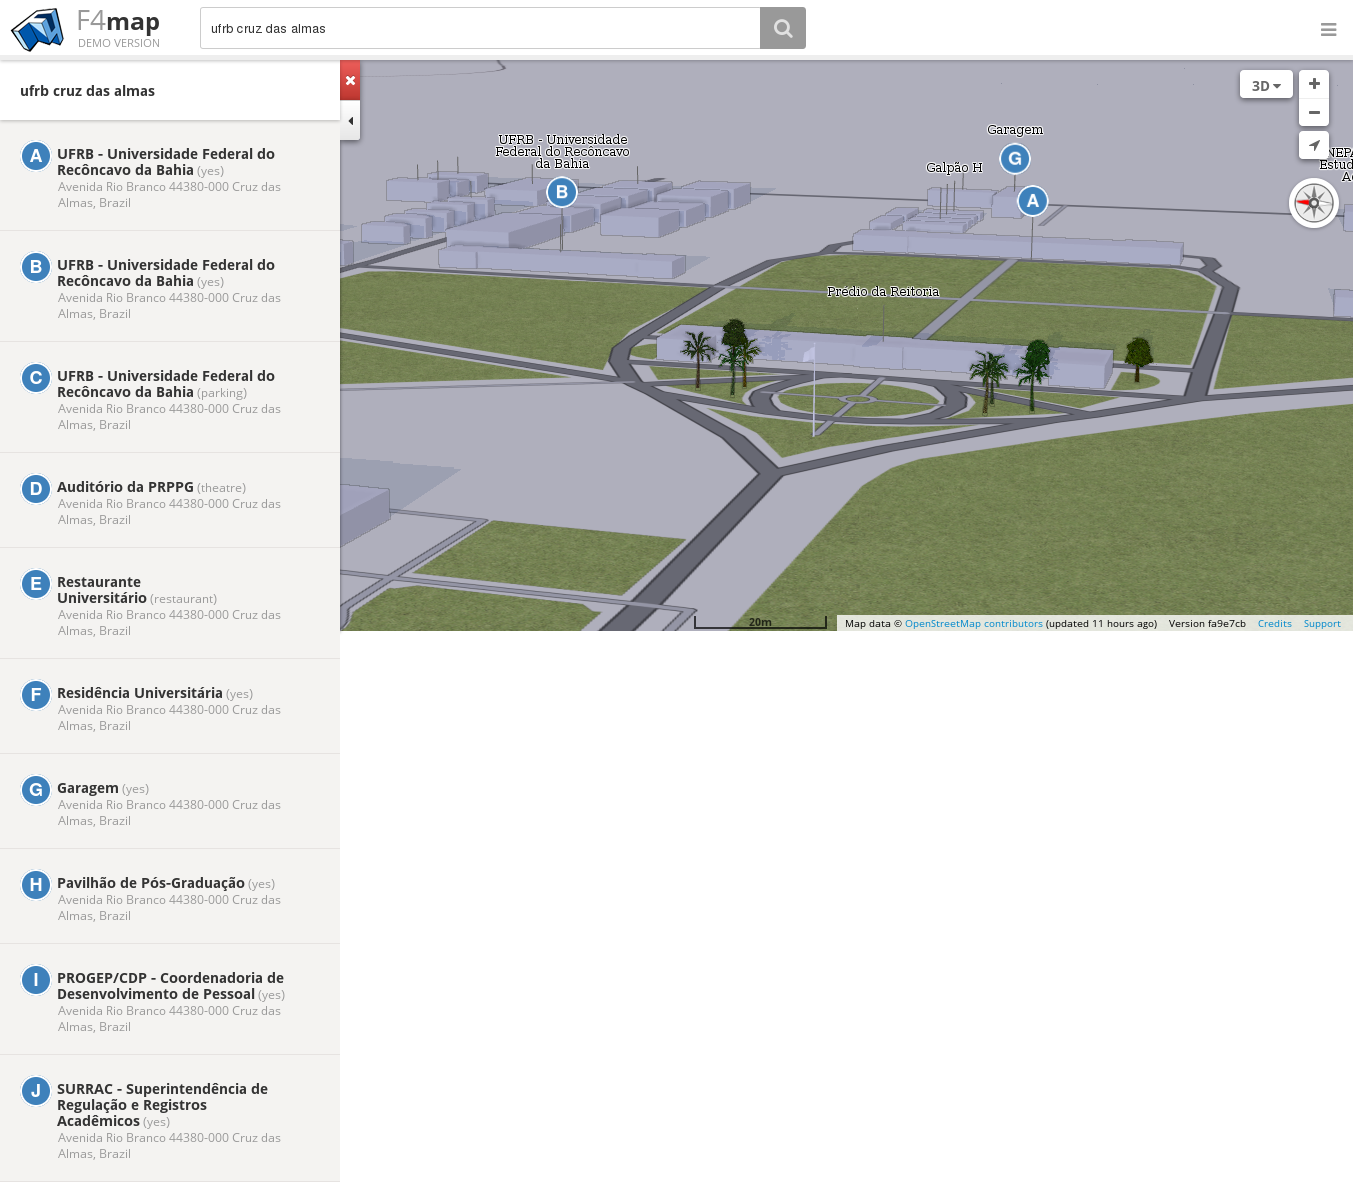 F4map
DEMO VERSION
ufrb cruz das almas
ufrb cruz das almas
A
UFRB - Universidade Federal do
Recôncavo da Bahia (yes)
Avenida Rio Branco 44380-000 Cruz das
Almas, Brazil
B
UFRB - Universidade Federal do
Recôncavo da Bahia (yes)
Avenida Rio Branco 44380-000 Cruz das
Almas, Brazil
C
UFRB - Universidade Federal do
Recôncavo da Bahia (parking)
Avenida Rio Branco 44380-000 Cruz das
Almas, Brazil
D
Auditório da PRPPG (theatre)
Avenida Rio Branco 44380-000 Cruz das
Almas, Brazil
E
Restaurante
Universitário (restaurant)
Avenida Rio Branco 44380-000 Cruz das
Almas, Brazil
F
Residência Universitária (yes)
Avenida Rio Branco 44380-000 Cruz das
Almas, Brazil
G
Garagem (yes)
Avenida Rio Branco 44380-000 Cruz das
Almas, Brazil
H
Pavilhão de Pós-Graduação (yes)
Avenida Rio Branco 44380-000 Cruz das
Almas, Brazil
I
PROGEP/CDP - Coordenadoria de
Desenvolvimento de Pessoal (yes)
Avenida Rio Branco 44380-000 Cruz das
Almas, Brazil
J
SURRAC - Superintendência de
Regulação e Registros
Acadêmicos (yes)
Avenida Rio Branco 44380-000 Cruz das
Almas, Brazil
3D
UFRB - Universidade
Federal do Recôncavo
da Bahia
B
Garagem
G
Galpão H
A
Prédio da Reitoria
20m
Map data © OpenStreetMap contributors (updated 11 hours ago) Version fa9e7cb Credits Support